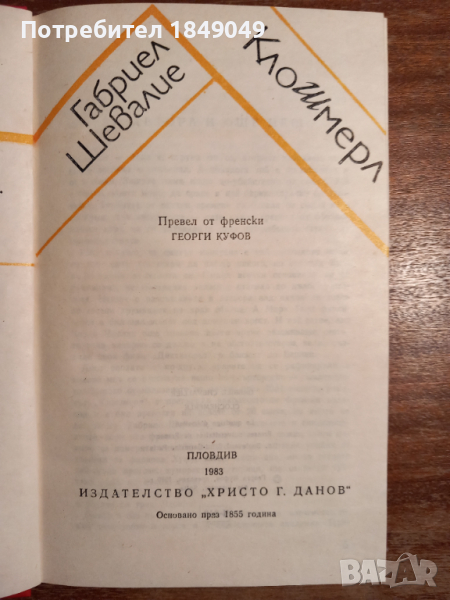 Потребител 1849049
Габриел
Шевалие
Клошмерл
Превел от френски
ГЕОРГИ КУФОВ
ПЛОВДИВ
1983
ИЗДАТЕЛСТВО „ХРИСТО Г. ДАНОВ“
Основано през 1855 година
BAZAR